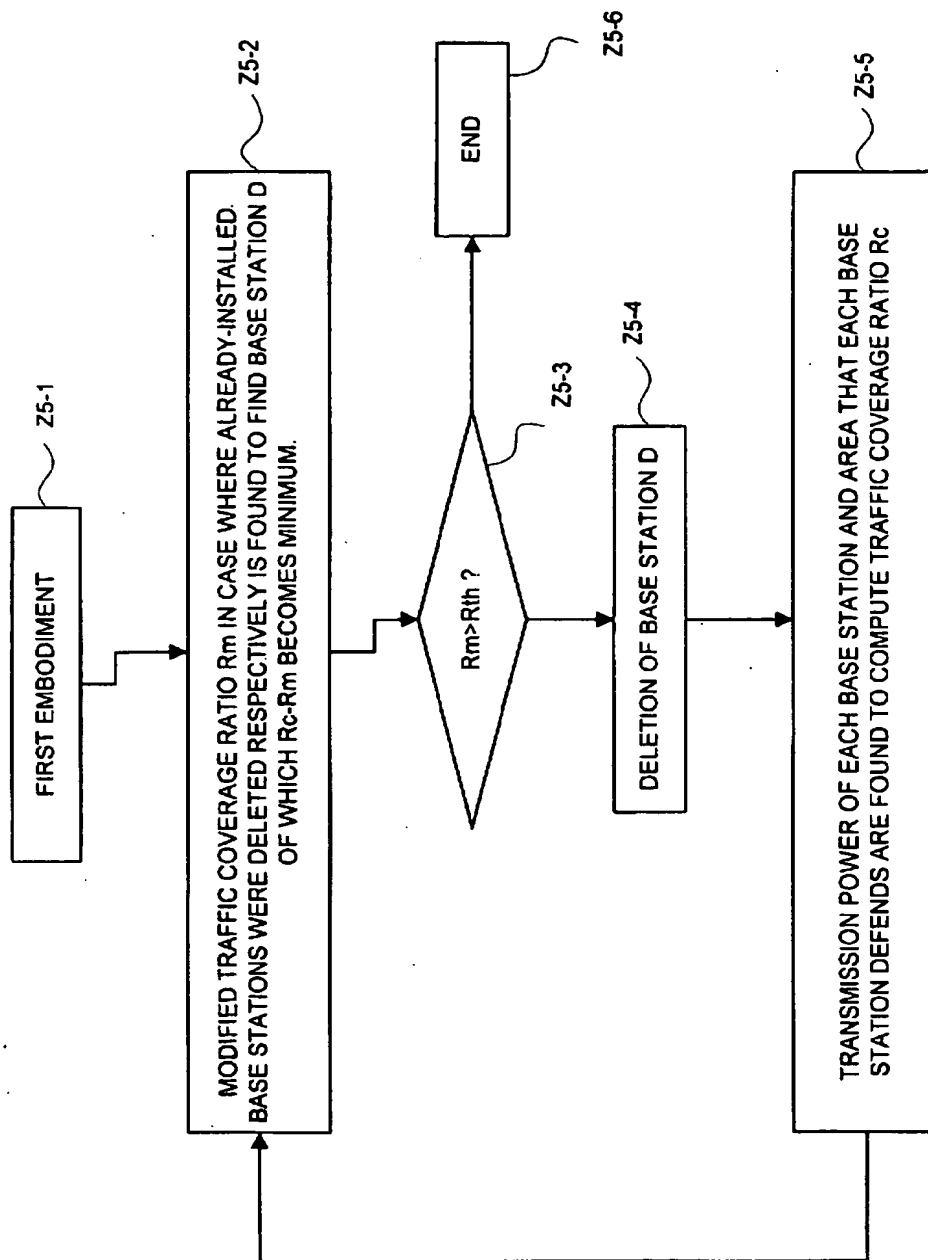 FIRST EMBODIMENT
Z5-1
MODIFIED TRAFFIC COVERAGE RATIO Rm IN CASE WHERE ALREADY-INSTALLED.
BASE STATIONS WERE DELETED RESPECTIVELY IS FOUND TO FIND BASE STATION D
OF WHICH Rc-Rm BECOMES MINIMUM.
Z5-2
Rm>Rth ?
Z5-3
END
Z5-6
DELETION OF BASE STATION D
Z5-4
TRANSMISSION POWER OF EACH BASE STATION AND AREA THAT EACH BASE
STATION DEFENDS ARE FOUND TO COMPUTE TRAFFIC COVERAGE RATIO Rc
Z5-5